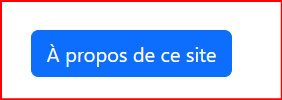 À propos de ce site